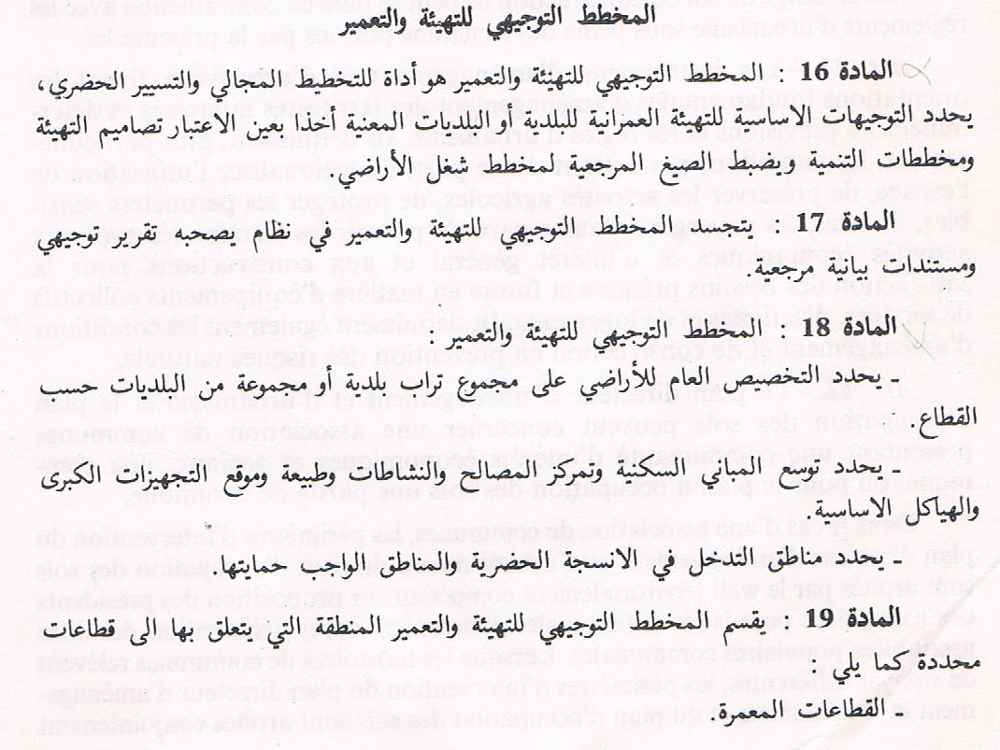 المخطط التوجيهي للتهيئة والتعمير
المادة 16 : المخطط التوجيهي للتهيئة والتعمير هو أداة للتخطيط المجالي والتسيير الحضري،
يحدد التوجيهات الاساسية للتهيئة العمرانية للبلدية أو البلديات المعنية أخذا بعين الاعتبار تصاميم التهيئة
ومخططات التنمية ويضبط الصيغ المرجعية لمخطط شغل الأراضي.
المادة 17 : يتجسد المخطط التوجيهي للتهيئة والتعمير في نظام يصحبه تقرير توجيهي
ومستندات بيانية مرجعية
المادة 18 : المخطط التوجيهي للتهيئة والتعمير :
ـ يحدد التخصيص العام للأراضي على مجموع تراب بلدية أو مجموعة من البلديات حسب
القطاع.
ـ يحدد توسع المباني السكنية وتمركز المصالح والنشاطات وطبيعة وموقع التجهيزات الكبرى
والهياكل الاساسية.
ـ يحدد مناطق التدخل في الانسجة الحضرية والمناطق الواجب حمايتها.
المادة 19 : يقسم المخطط التوجيهي للتهيئة والتعمير المنطقة التي يتعلق بها الى قطاعات
محددة كما يلي :
ـ القطاعات المعمرة.